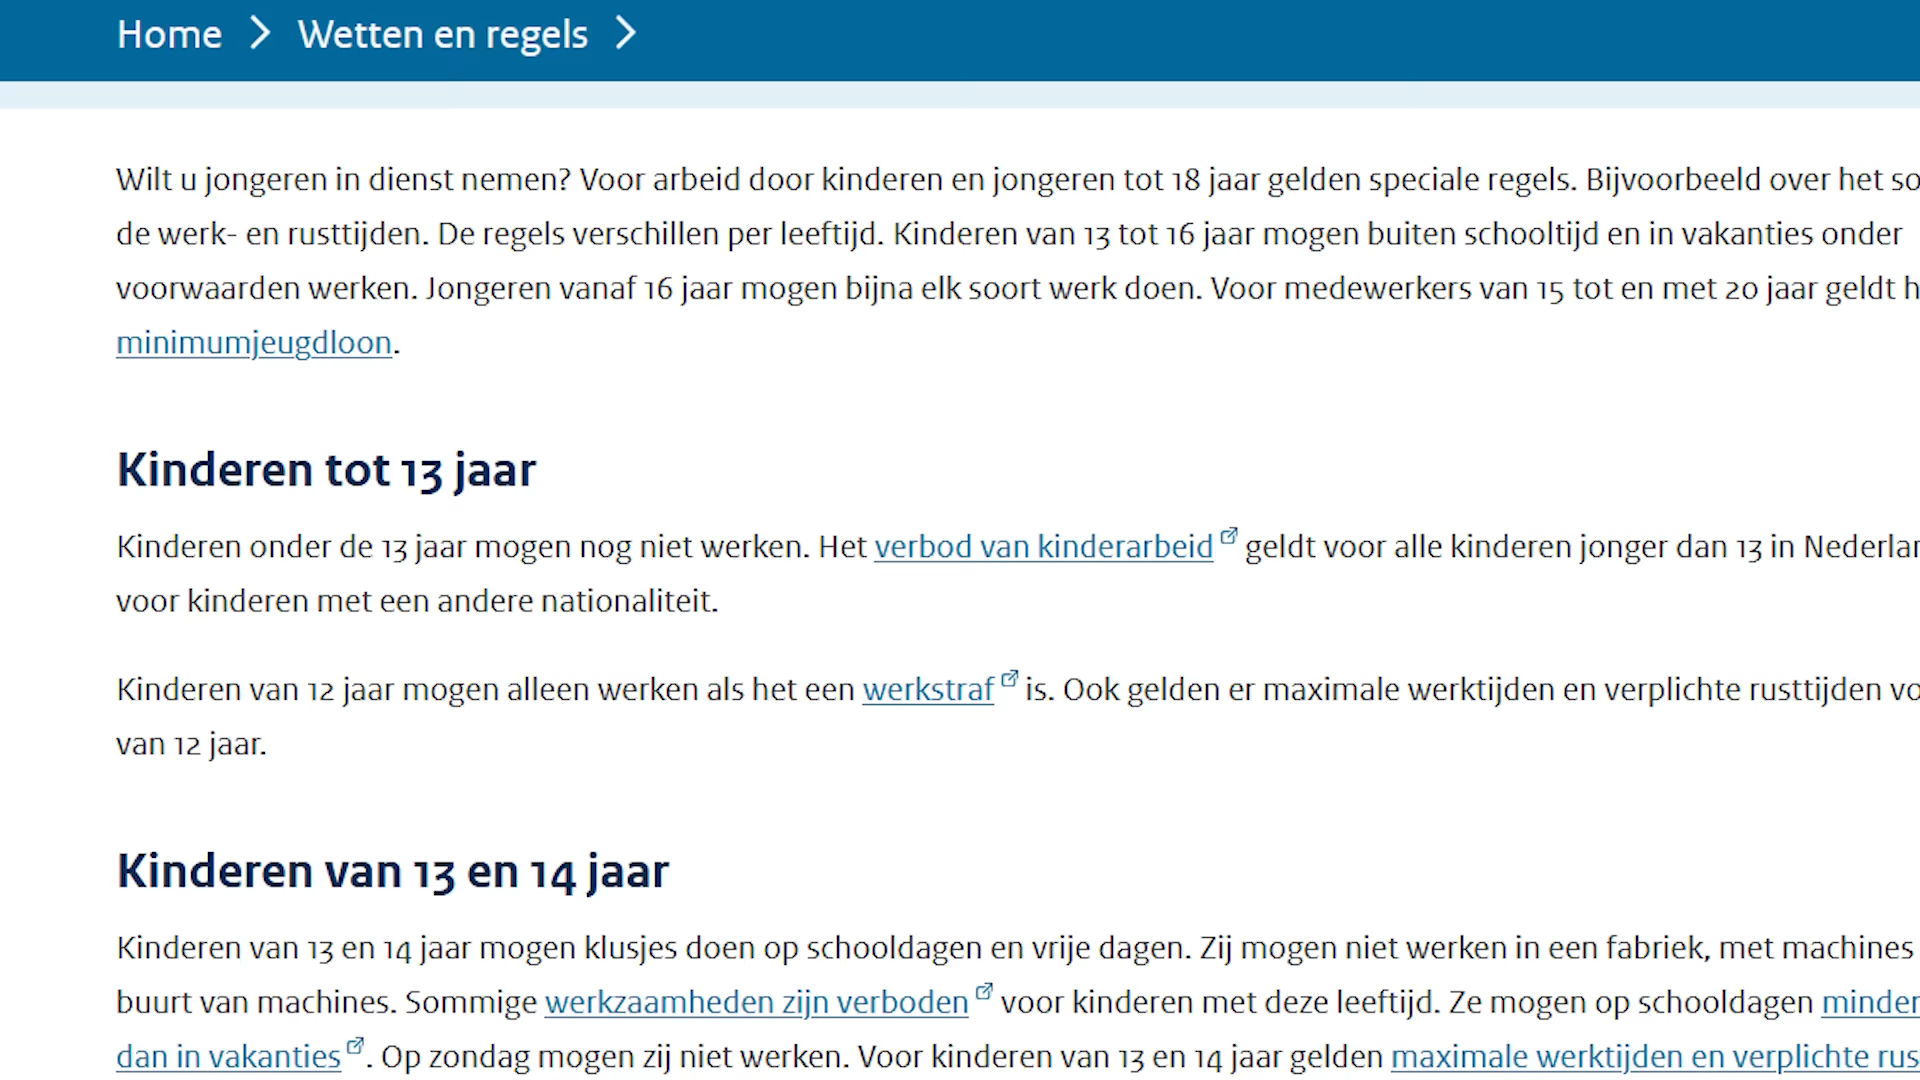 Home > Wetten en regels >
Wilt u jongeren in dienst nemen? Voor arbeid door kinderen en jongeren tot 18 jaar gelden speciale regels. Bijvoorbeeld over het
de werk- en rusttijden. De regels verschillen per leeftijd. Kinderen van 13 tot 16 jaar mogen buiten schooltijd en in vakanties onder
voorwaarden werken. Jongeren vanaf 16 jaar mogen bijna elk soort werk doen. Voor medewerkers van 15 tot en met 20 jaar geldt
minimumjeugdloon.
Kinderen tot 13 jaar
Kinderen onder de 13 jaar mogen nog niet werken. Het verbod van kinderarbeid geldt voor alle kinderen jonger dan 13 in
voor kinderen met een andere nationaliteit.
Kinderen van 12 jaar mogen alleen werken als het een werkstraf is. Ook gelden er maximale werktijden en verplichte rusttijden
van 12 jaar.
Kinderen van 13 en 14 jaar
Kinderen van 13 en 14 jaar mogen klusjes doen op schooldagen en vrije dagen. Zij mogen niet werken in een fabriek, met machines
buurt van machines. Sommige werkzaamheden zijn verboden voor kinderen met deze leeftijd. Ze mogen op schooldagen minder
dan in vakanties. Op zondag mogen zij niet werken. Voor kinderen van 13 en 14 jaar gelden maximale werktijden en verplichte